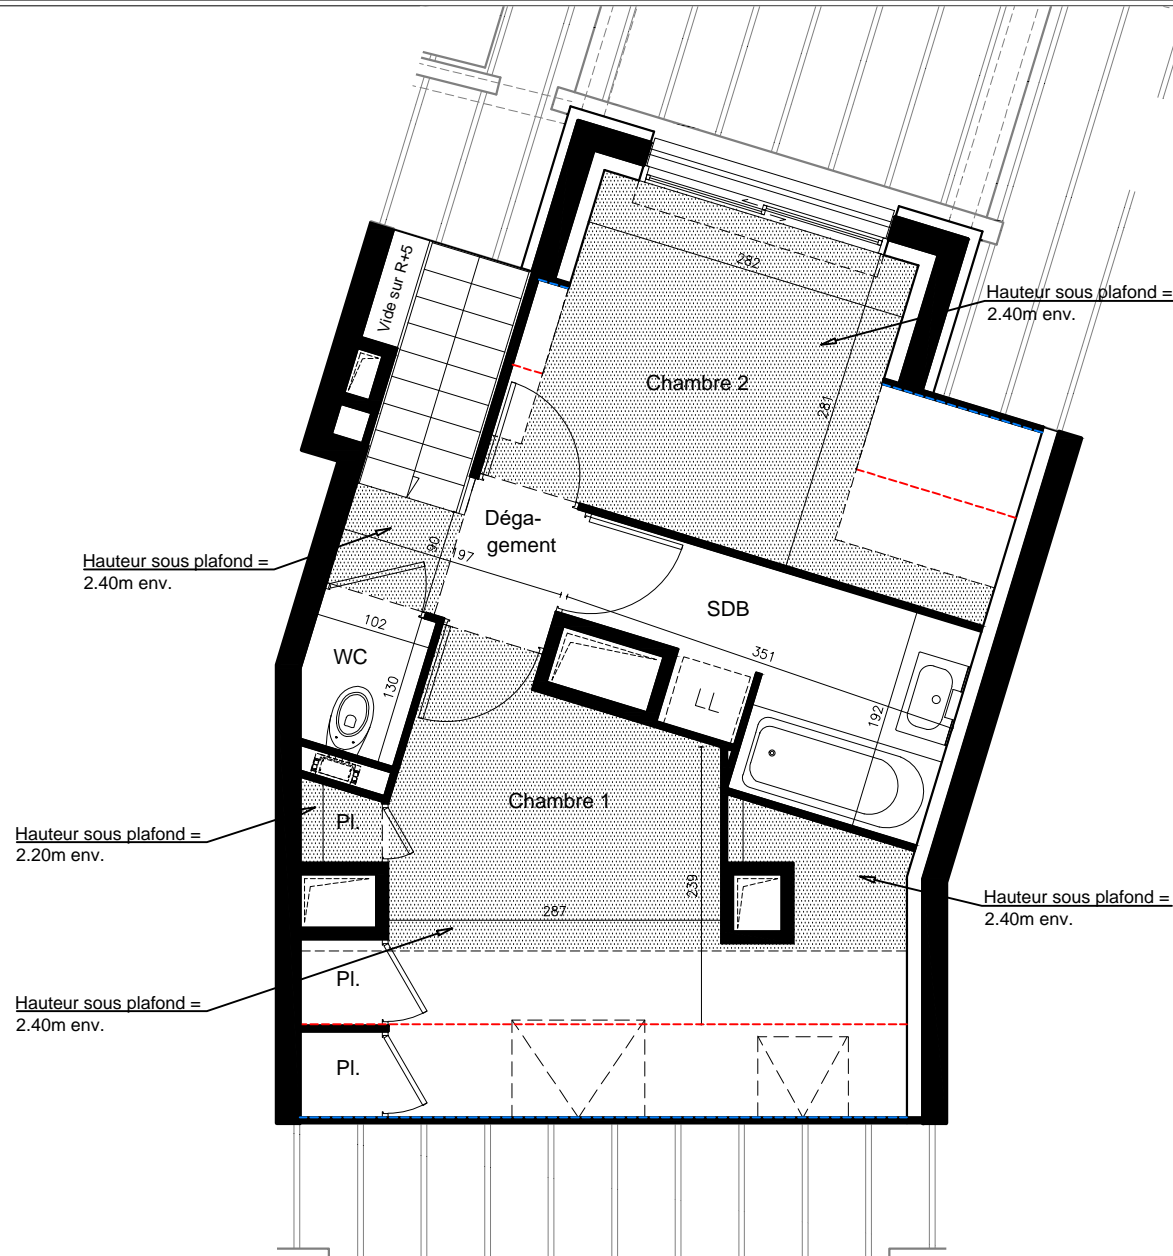 Vide sur R+5
282
Hauteur sous plafond =
2.40m env.
Chambre 2
281
Déga-
gement
90
197
Hauteur sous plafond =
2.40m env.
SDB
102
WC
351
130
LL
192
Chambre 1
Pl.
Hauteur sous plafond =
2.20m env.
239
287
Hauteur sous plafond =
2.40m env.
Pl.
Hauteur sous plafond =
2.40m env.
Pl.